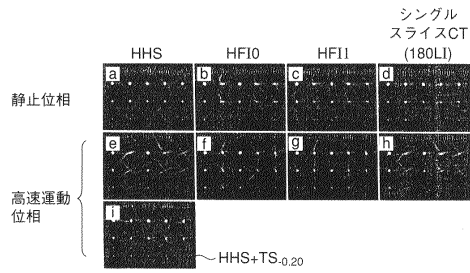 シングル
スライスCT
HHS HFI0 HFI1 (180LI)
静止位相
a b c d
高速運動
位相
e f g h
i
HHS+TS-0.20